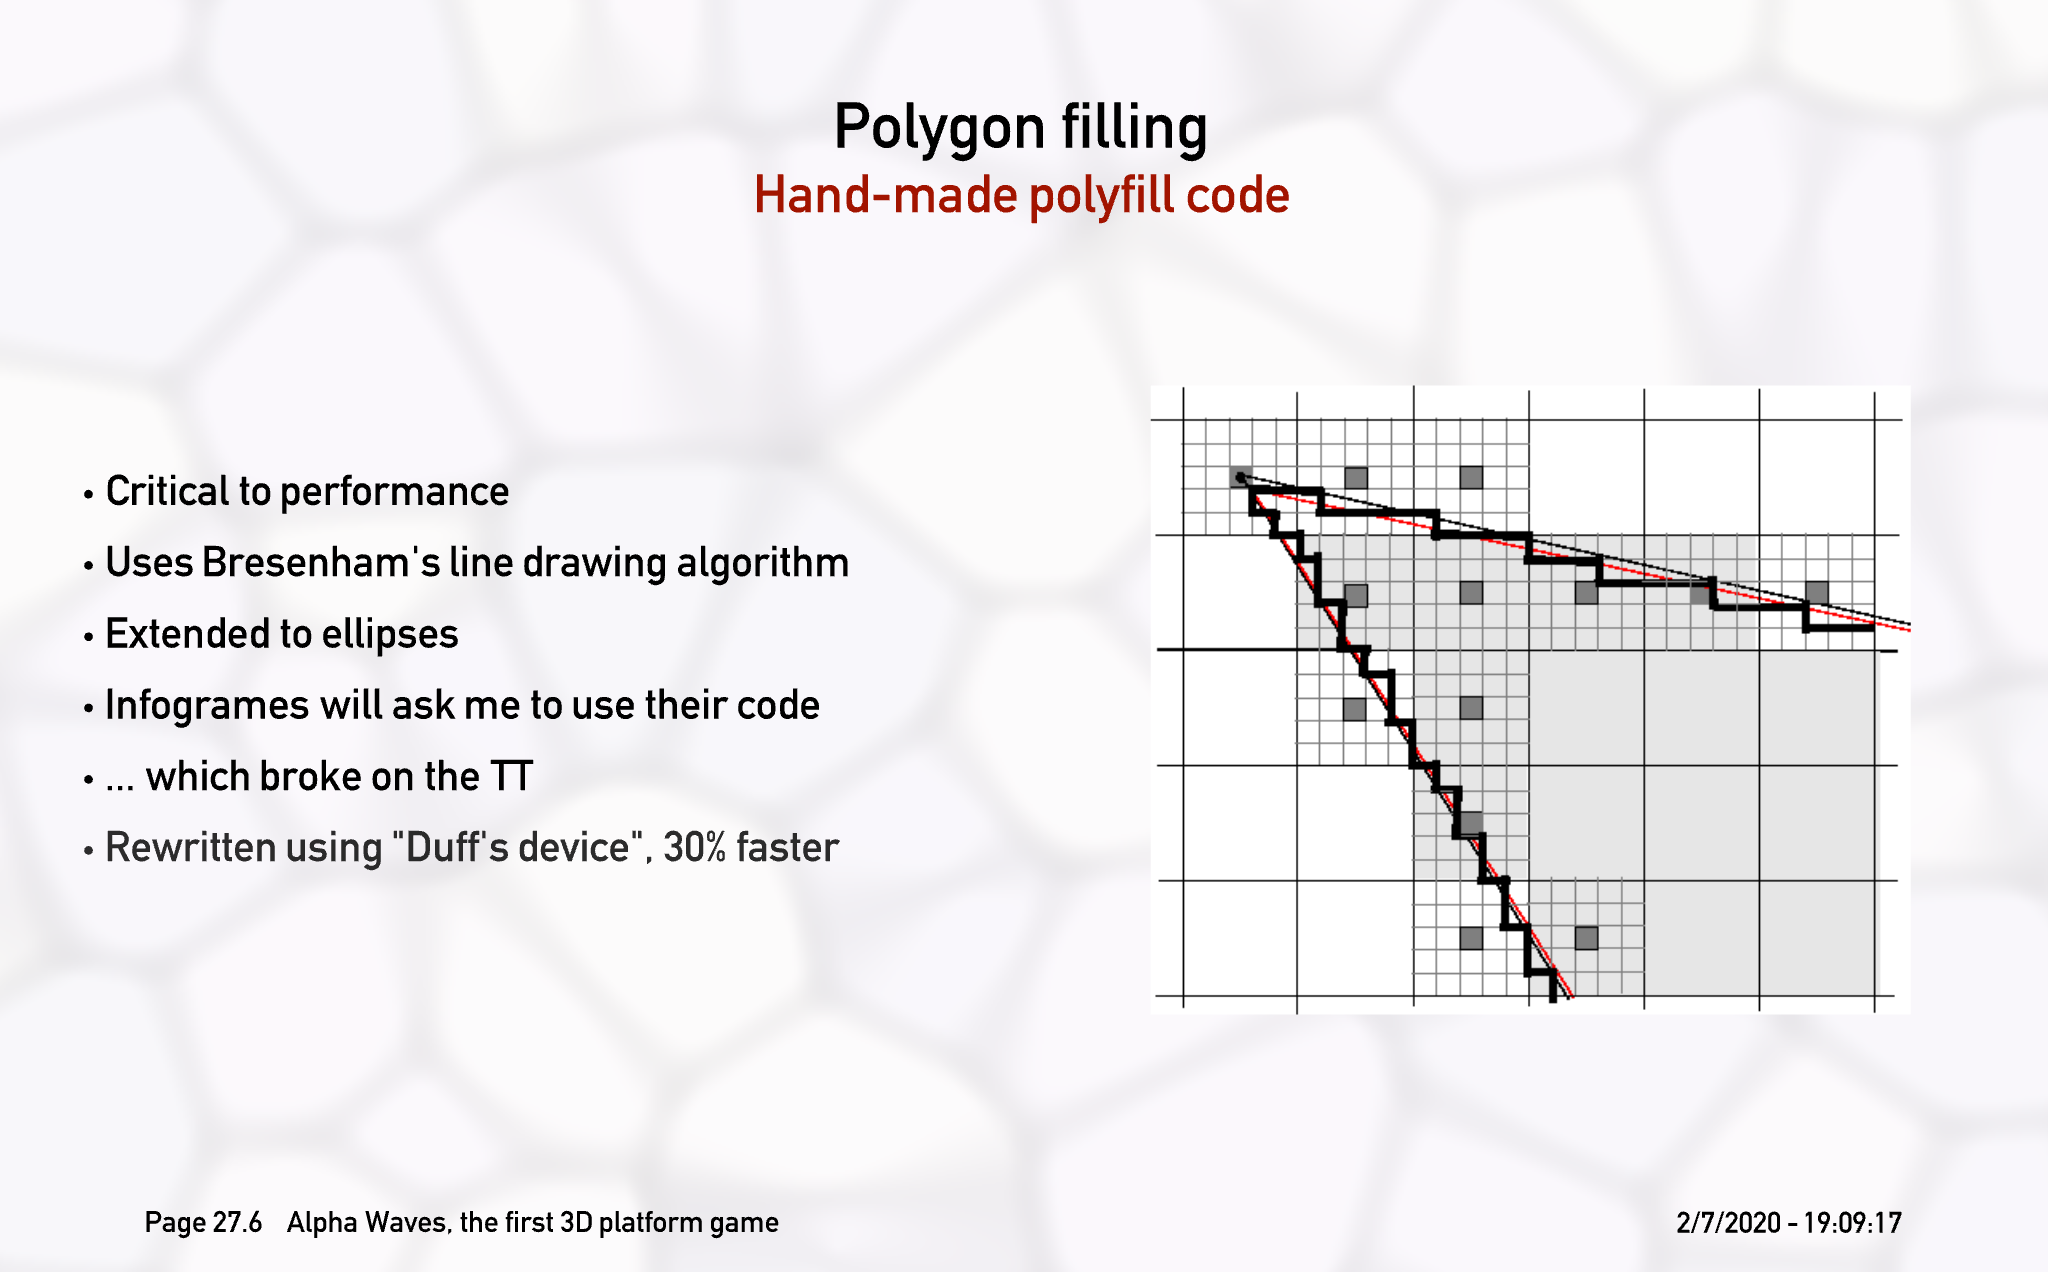 Polygon filling
Hand-made polyfill code
• Critical to performance
• Uses Bresenham's line drawing algorithm
• Extended to ellipses
• Infogrames will ask me to use their code
• ... which broke on the TT
• Rewritten using "Duff's device", 30% faster
Page 27.6 Alpha Waves, the first 3D platform game
2/7/2020 - 19:09:17